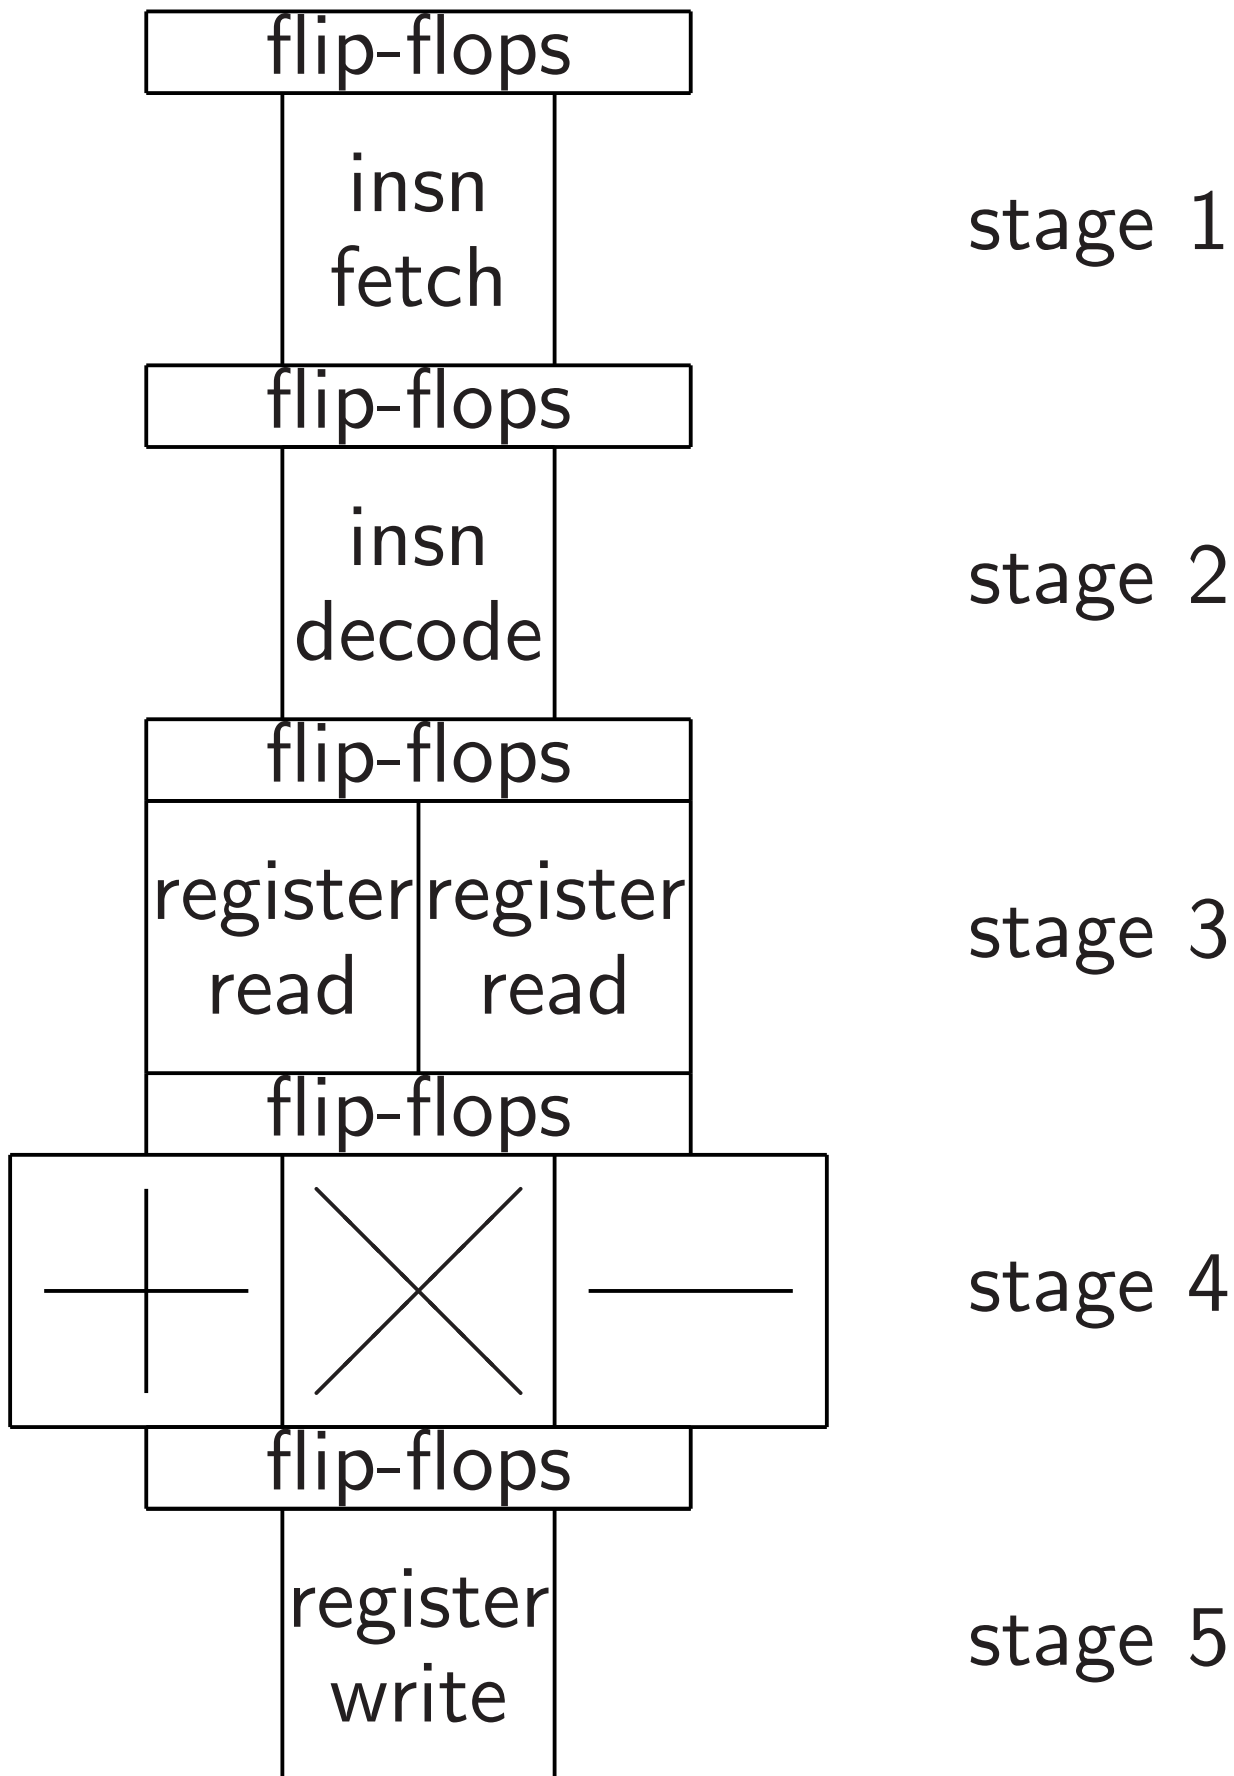 flip-flops
insn
fetch
stage 1
flip-flops
insn
decode
stage 2
flip-flops
register register
read read
stage 3
flip-flops
stage 4
flip-flops
register
write
stage 5